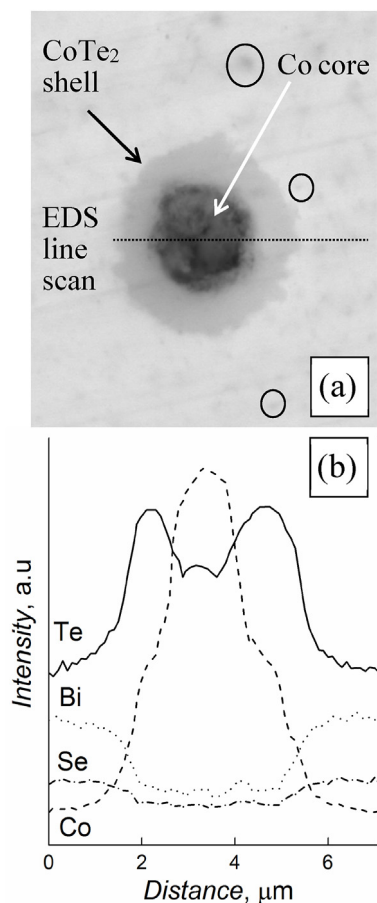 CoTe₂
shell
Co core
EDS
line
scan
(a)
(b)
Intensity, a.u
Te
Bi
Se
Co
0 2 4 6
Distance, μm